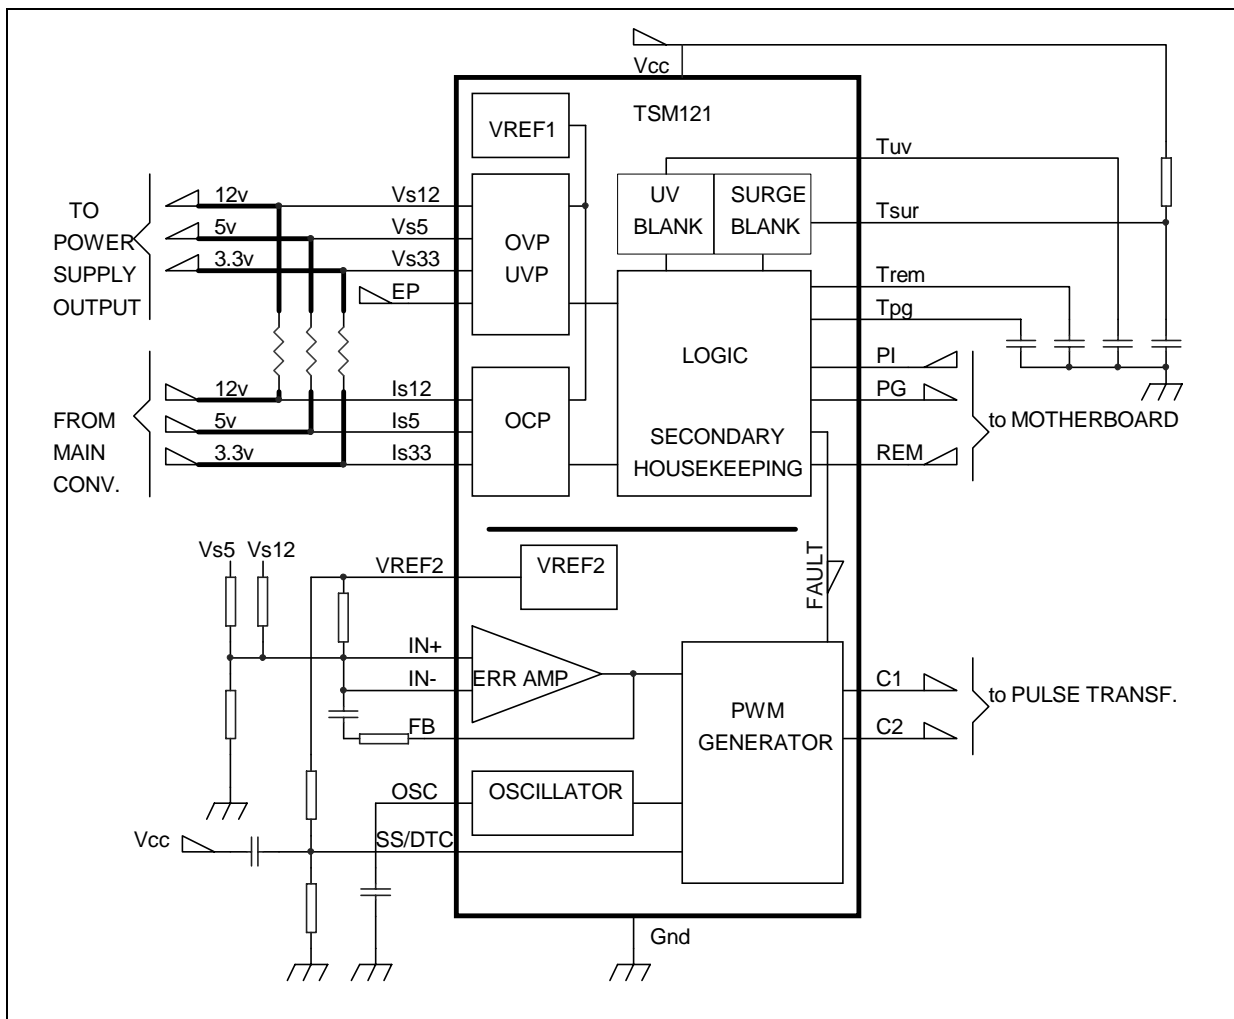 Vcc
TSM121
VREF1
Tuv
UV
BLANK
SURGE
BLANK
Tsur
TO
POWER
SUPPLY
OUTPUT
12v
5v
3.3v
Vs12
Vs5
Vs33
EP
OVP
UVP
Trem
Tpg
LOGIC
SECONDARY
HOUSEKEEPING
PI
PG
REM
to MOTHERBOARD
FROM
MAIN
CONV.
12v
5v
3.3v
Is12
Is5
Is33
OCP
FAULT
Vs5
Vs12
VREF2
VREF2
IN+
IN-
ERR AMP
FB
PWM
GENERATOR
C1
C2
to PULSE TRANSF.
OSC
OSCILLATOR
Vcc
SS/DTC
Gnd